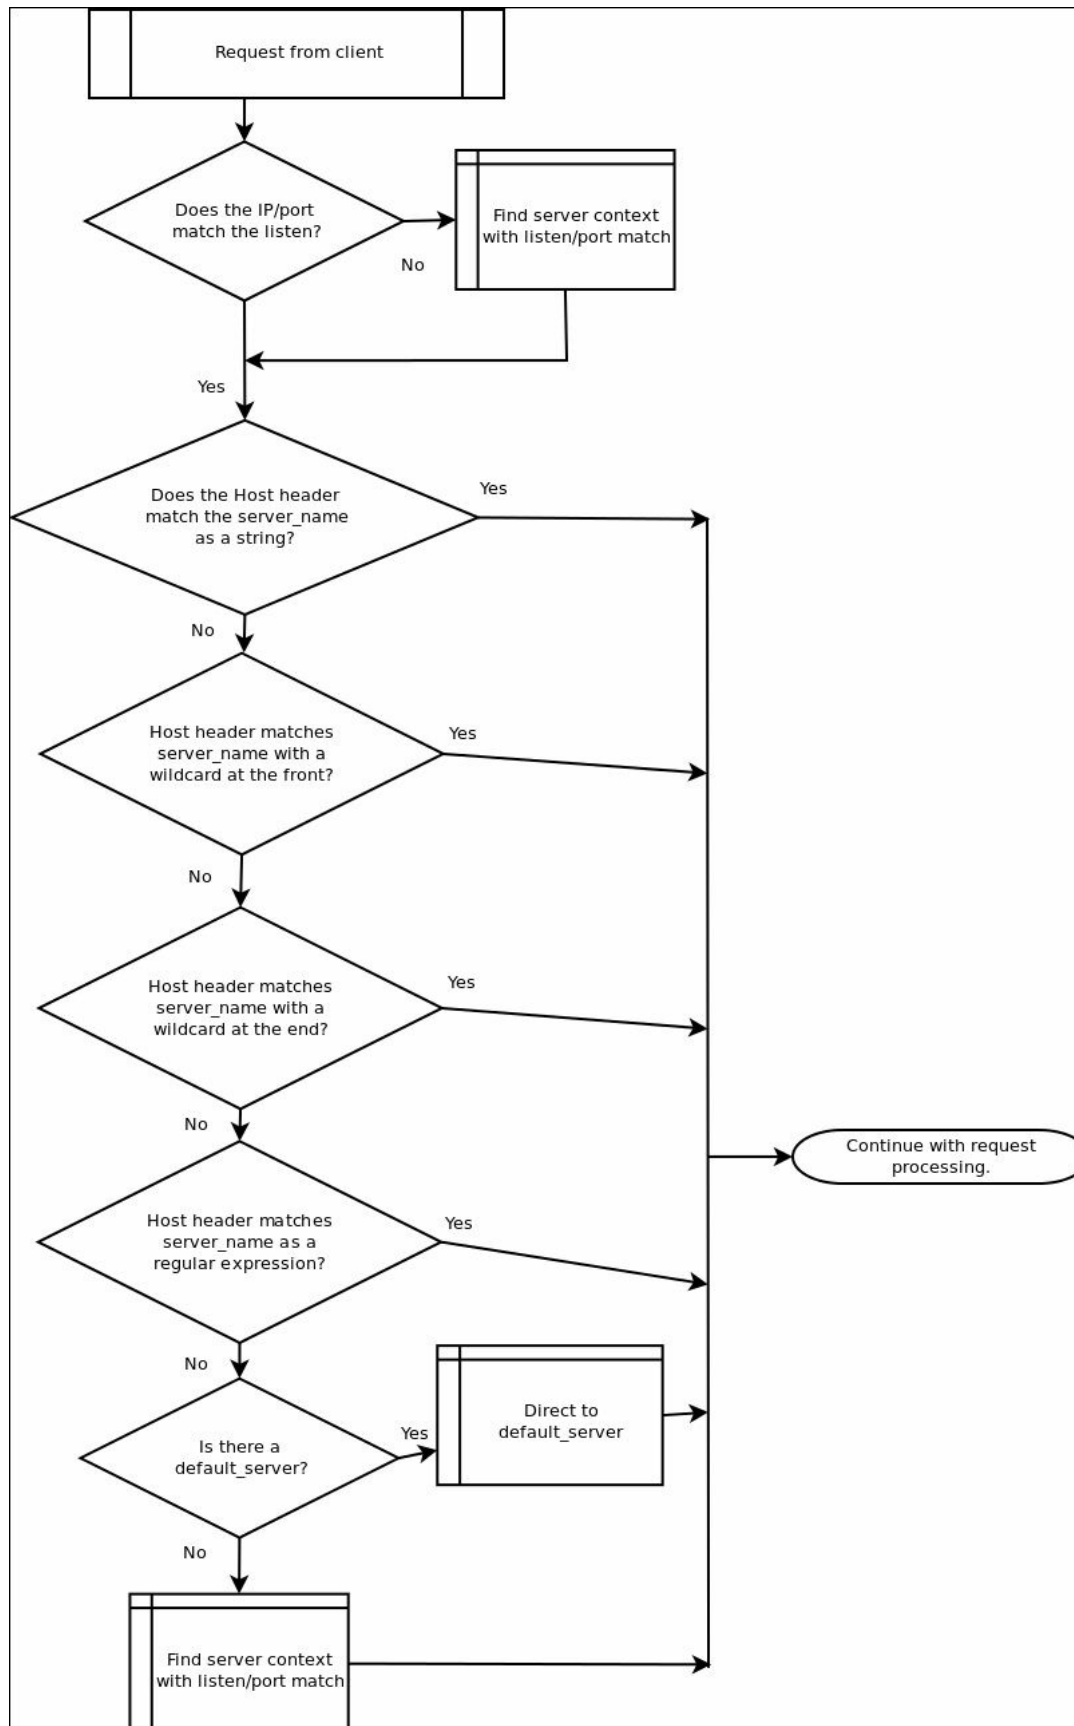 Request from client
Does the IP/port
match the listen?
No
Find server context
with listen/port match
Yes
Does the Host header
match the server_name
as a string?
Yes
No
Host header matches
server_name with a
wildcard at the front?
Yes
No
Host header matches
server_name with a
wildcard at the end?
Yes
No
Continue with request
processing.
Host header matches
server_name as a
regular expression?
Yes
No
Is there a
default_server?
Yes
Direct to
default_server
No
Find server context
with listen/port match